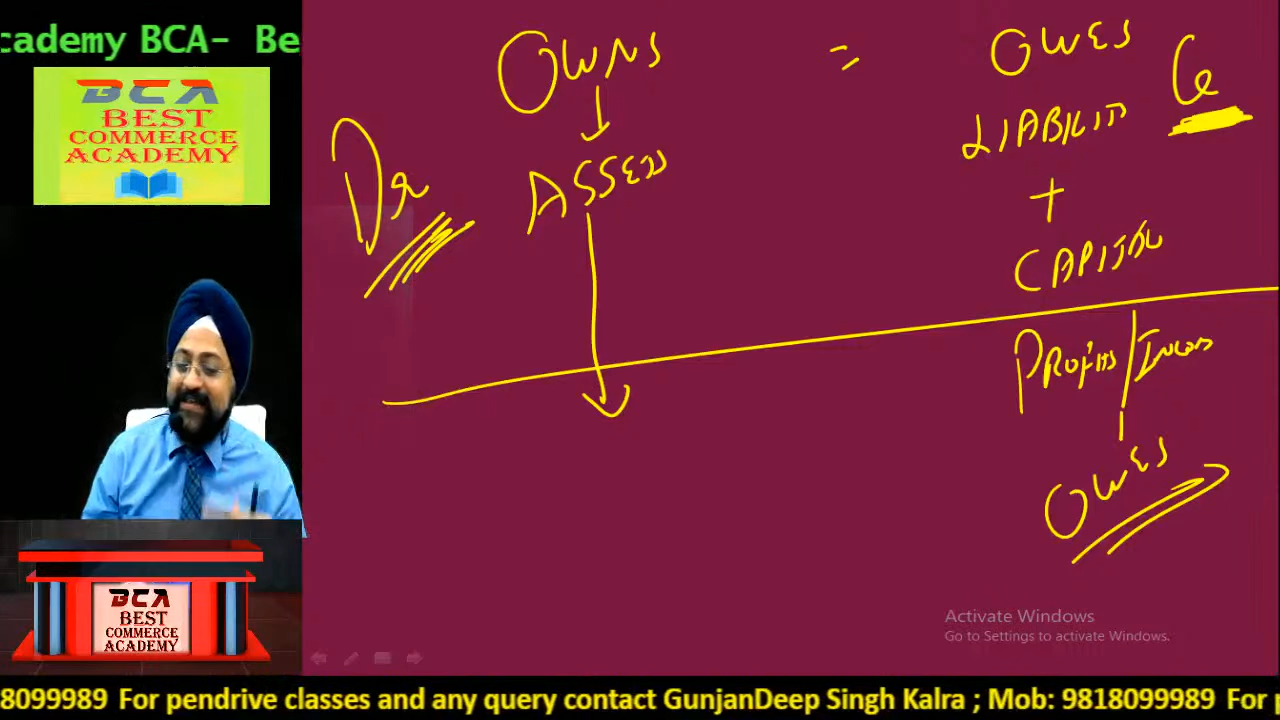 cademy BCA- Be
BCA
BEST
COMMERCE
ACADEMY
OWNS = OWES
ASSETS
Dr
Cr
LIABILIT
+
CAPITAL
PROfits/Incomes
OWES
BCA
BEST
COMMERCE
ACADEMY
Activate Windows
Go to Settings to activate Windows.
8099989 For pendrive classes and any query contact GunjanDeep Singh Kalra ; Mob: 9818099989 For p